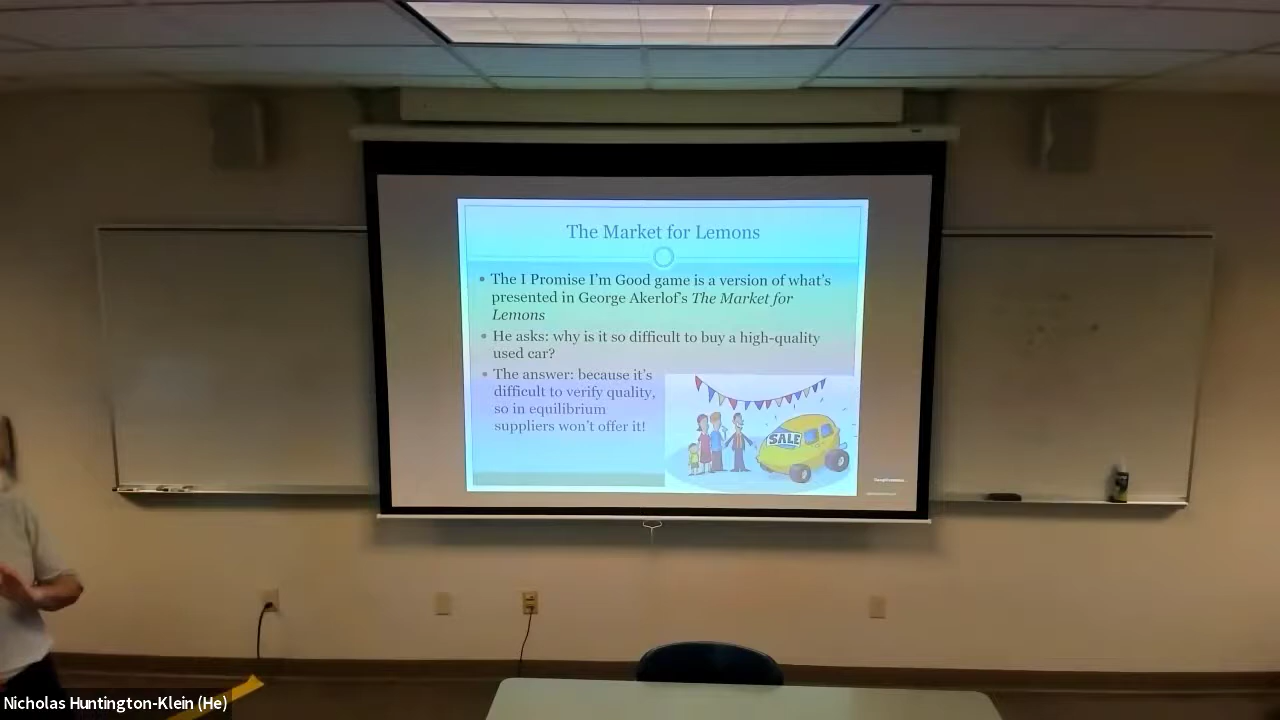 The Market for Lemons
• The I Promise I’m Good game is a version of what’s
presented in George Akerlof’s The Market for
Lemons
• He asks: why is it so difficult to buy a high-quality
used car?
• The answer: because it’s
difficult to verify quality,
so in equilibrium
suppliers won’t offer it!
SALE
Nicholas Huntington-Klein (He)